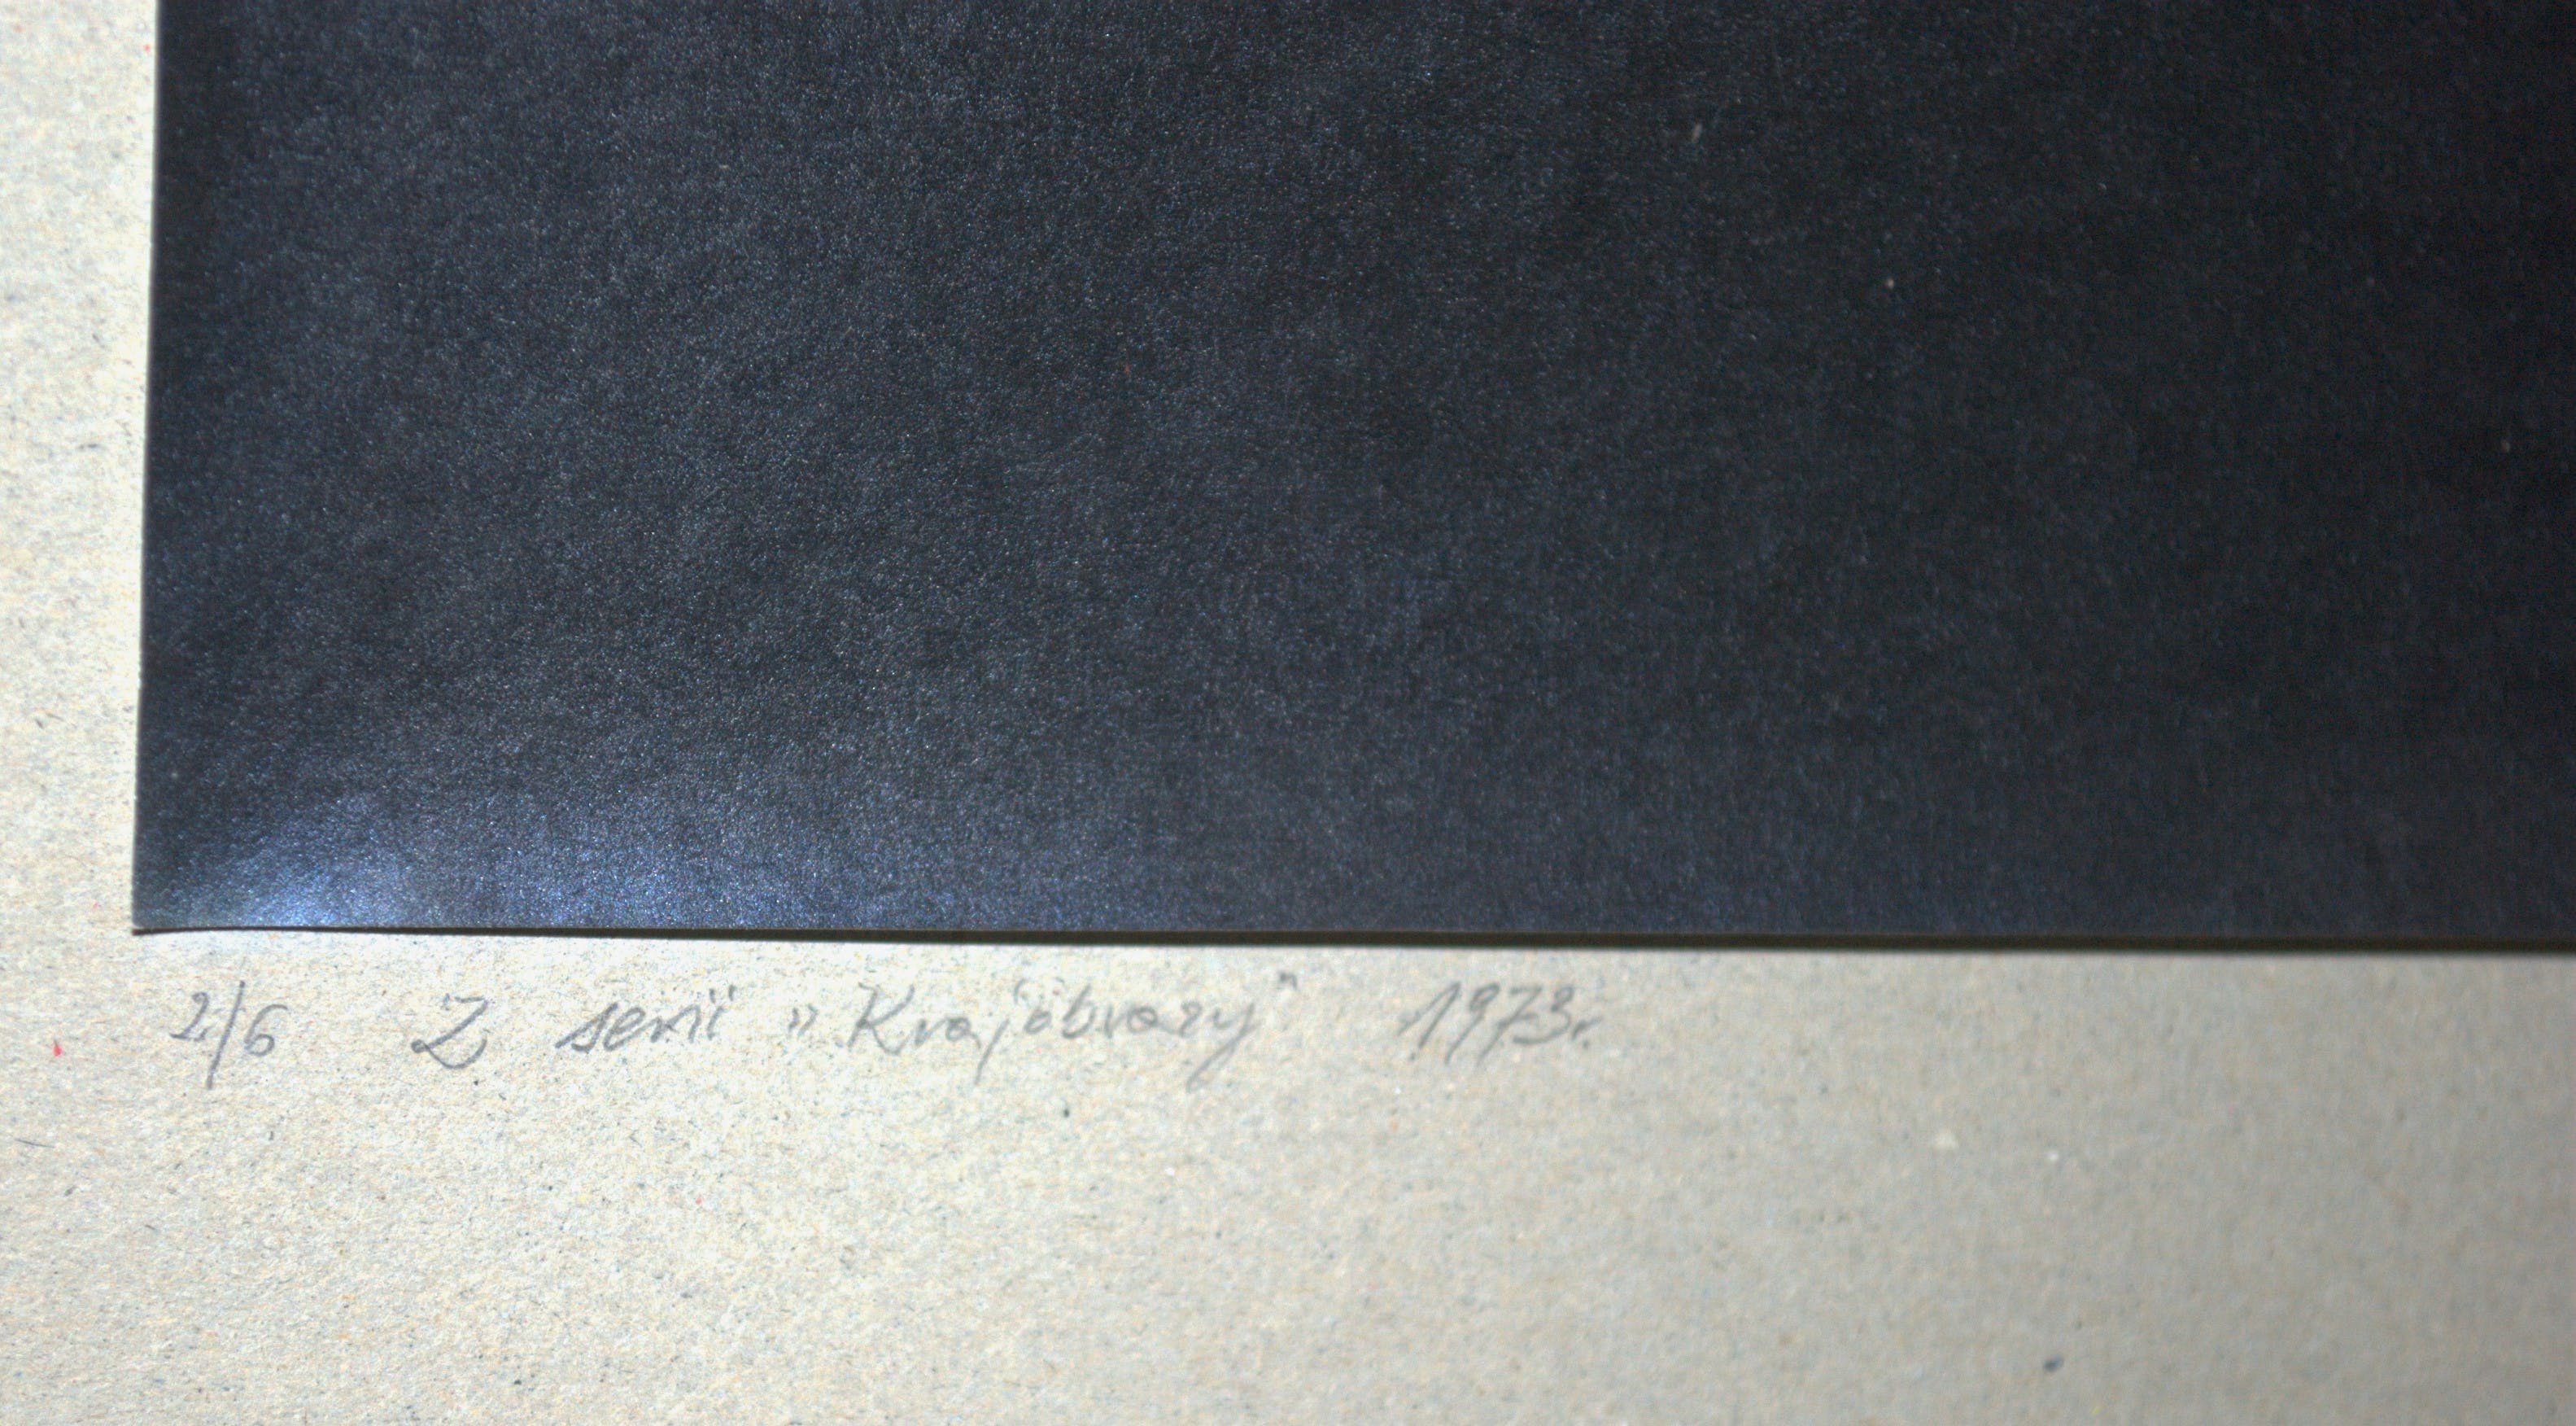 2/6 Z serii "Krajobrazy" 1973r.